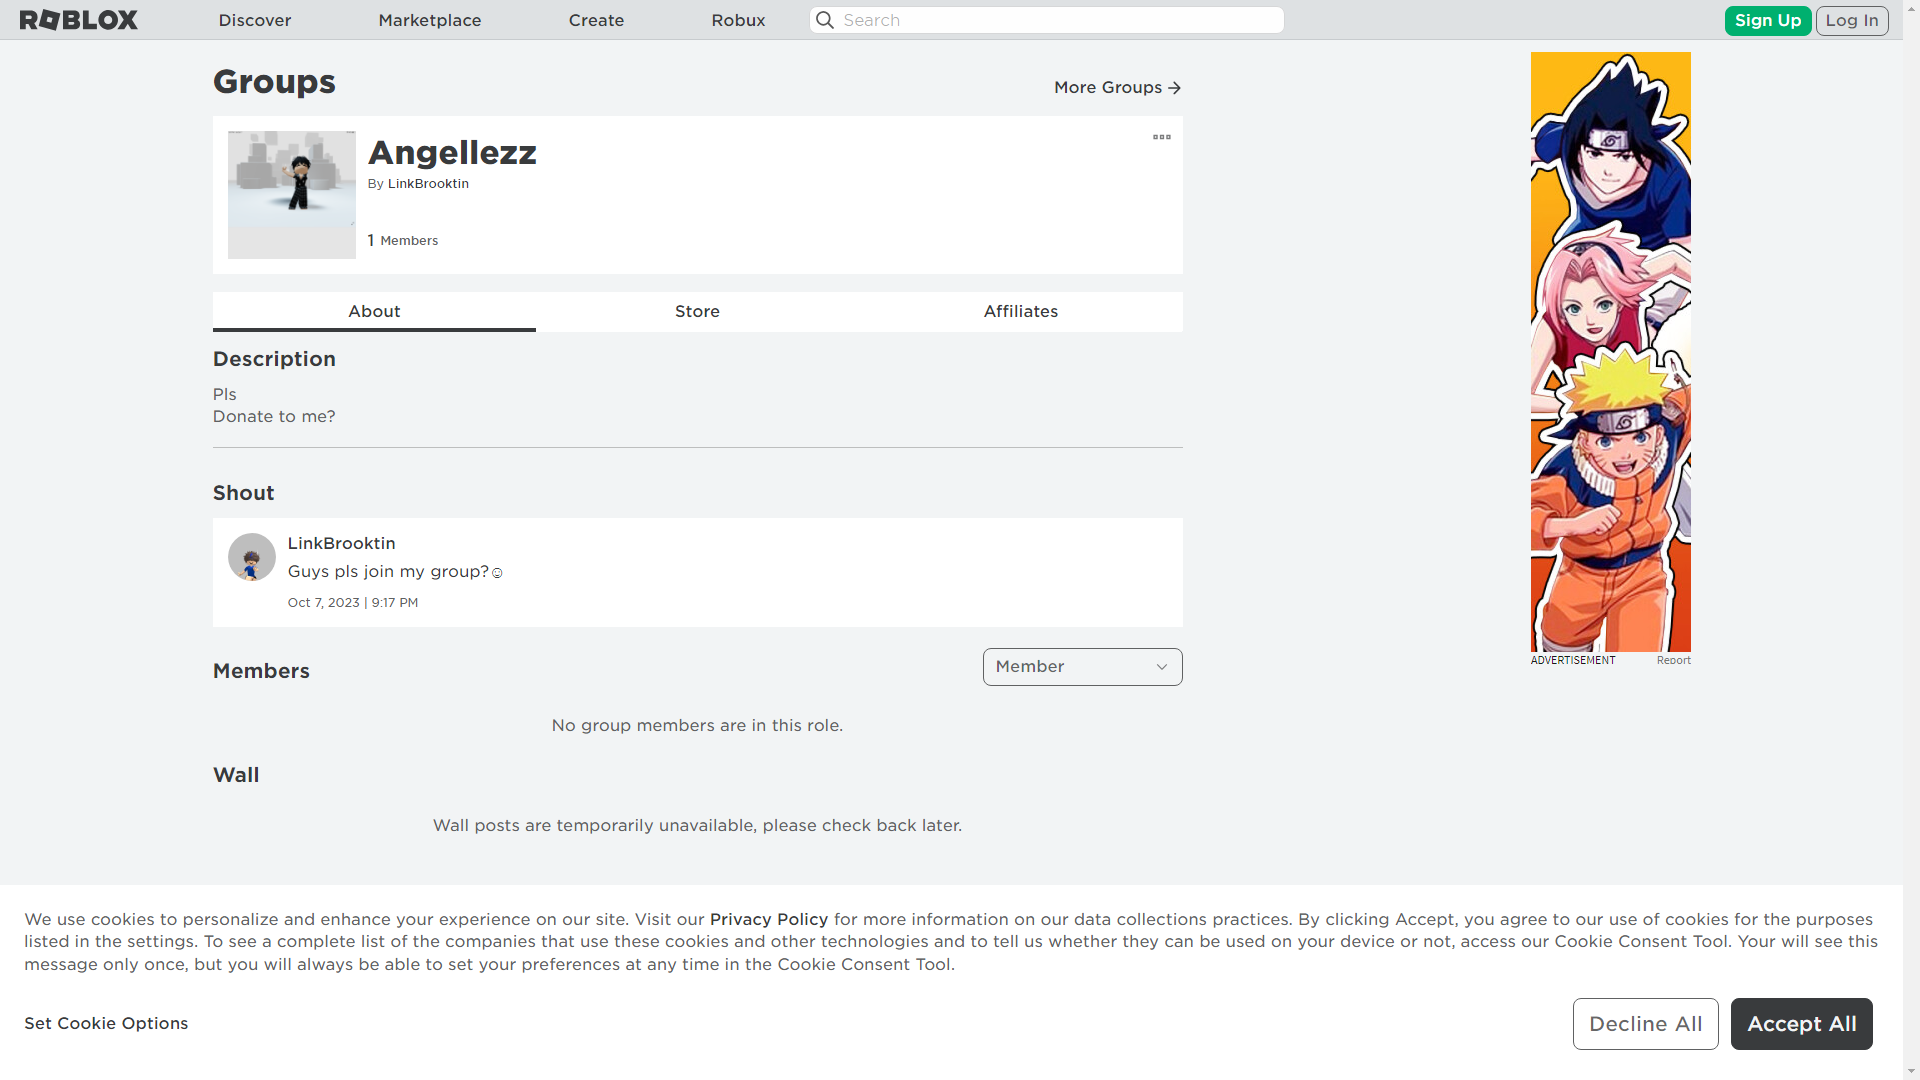 ROBLOX
Discover
Marketplace
Create
Robux
Search
Sign Up
Log In
Groups
More Groups
Angellezz
By LinkBrooktin
1 Members
About
Store
Affiliates
Description
Pls
Donate to me?
Shout
LinkBrooktin
Guys pls join my group?☺
Oct 7, 2023 | 9:17 PM
Members
Member
No group members are in this role.
Wall
Wall posts are temporarily unavailable, please check back later.
ADVERTISEMENT
Report
We use cookies to personalize and enhance your experience on our site. Visit our Privacy Policy for more information on our data collections practices. By clicking Accept, you agree to our use of cookies for the purposes
listed in the settings. To see a complete list of the companies that use these cookies and other technologies and to tell us whether they can be used on your device or not, access our Cookie Consent Tool. Your will see this
message only once, but you will always be able to set your preferences at any time in the Cookie Consent Tool.
Set Cookie Options
Decline All
Accept All